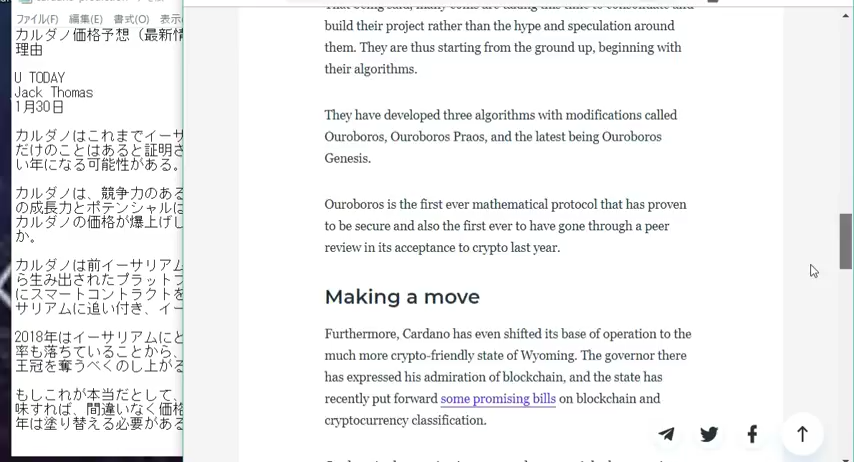 ファイル(F) 編集(E) 書式(O) 表示
カルダノ価格予想（最新情
理由
U TODAY
Jack Thomas
1月30日
カルダノはこれまでイーサ
だけのことはあると証明さ
い年になる可能性がある。
カルダノは、競争力のある
の成長力とポテンシャルは
カルダノの価格が爆上げし
か。
カルダノは前イーサリアム
ら生み出されたプラットフ
にスマートコントラクトを
サリアムに追い付き、イー
2018年はイーサリアムにと
率も落ちていることから、
王冠を奪うべくのし上がる
もしこれが本当だとして、
味すれば、間違いなく価格
年は塗り替える必要がある
That being said, many coins are using this time to consolidate and
build their project rather than the hype and speculation around
them. They are thus starting from the ground up, beginning with
their algorithms.
They have developed three algorithms with modifications called
Ouroboros, Ouroboros Praos, and the latest being Ouroboros
Genesis.
Ouroboros is the first ever mathematical protocol that has proven
to be secure and also the first ever to have gone through a peer
review in its acceptance to crypto last year.
Making a move
Furthermore, Cardano has even shifted its base of operation to the
much more crypto-friendly state of Wyoming. The governor there
has expressed his admiration of blockchain, and the state has
recently put forward some promising bills on blockchain and
cryptocurrency classification.